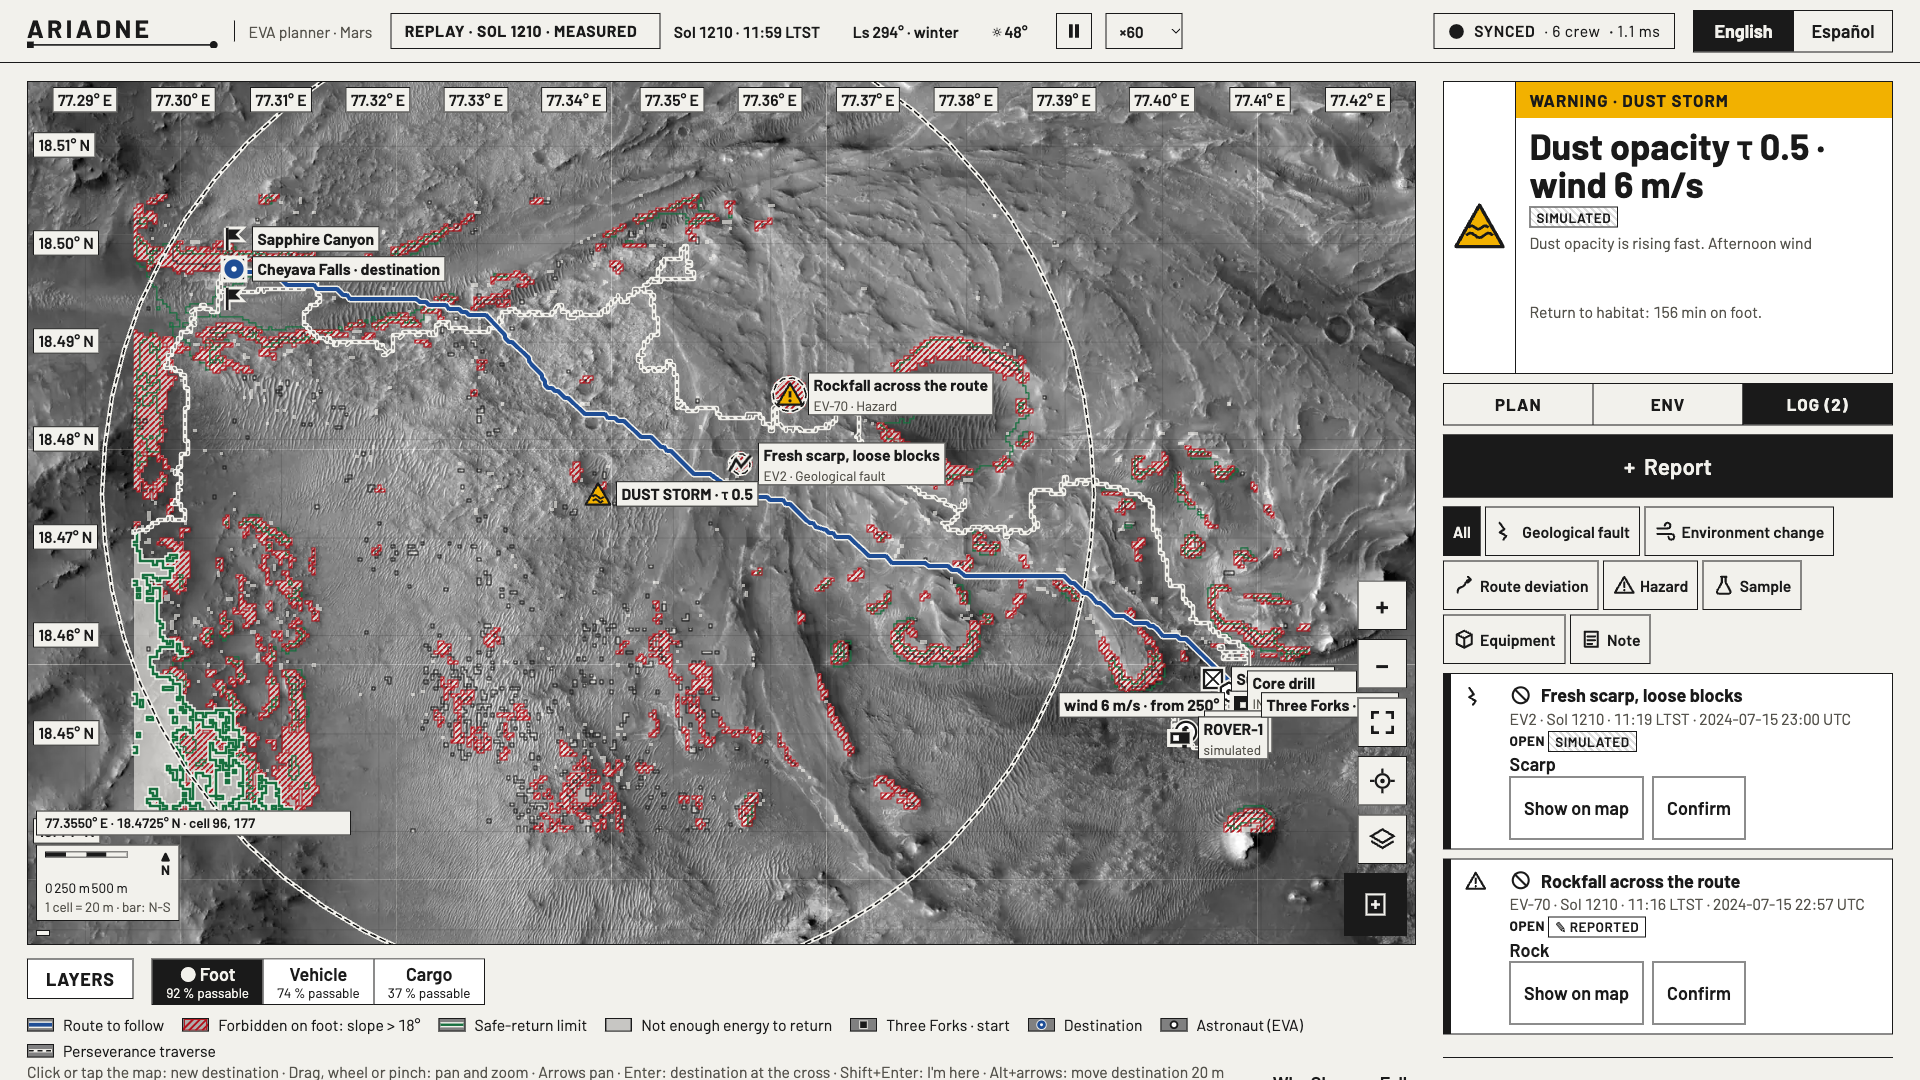 ARIADNE
EVA planner · Mars
REPLAY · SOL 1210 · MEASURED
Sol 1210 · 11:59 LTST
Ls 294° · winter
☼ 48°
×60
SYNCED · 6 crew · 1.1 ms
English
Español
77.29° E
77.30° E
77.31° E
77.32° E
77.33° E
77.34° E
77.35° E
77.36° E
77.37° E
77.38° E
77.39° E
77.40° E
77.41° E
77.42° E
18.51° N
18.50° N
18.49° N
18.48° N
18.47° N
18.46° N
18.45° N
Sapphire Canyon
Cheyava Falls · destination
Rockfall across the route
EV-70 · Hazard
Fresh scarp, loose blocks
EV2 · Geological fault
DUST STORM · τ 0.5
Core drill
wind 6 m/s · from 250°
Three Forks ·
ROVER-1
simulated
77.3550° E · 18.4725° N · cell 96, 177
N
0 250 m 500 m
1 cell = 20 m · bar: N-S
+
−
WARNING · DUST STORM
Dust opacity τ 0.5 ·
wind 6 m/s
SIMULATED
Dust opacity is rising fast. Afternoon wind
Return to habitat: 156 min on foot.
PLAN
ENV
LOG (2)
+ Report
All
Geological fault
Environment change
Route deviation
Hazard
Sample
Equipment
Note
Fresh scarp, loose blocks
EV2 · Sol 1210 · 11:19 LTST · 2024-07-15 23:00 UTC
OPEN SIMULATED
Scarp
Show on map
Confirm
Rockfall across the route
EV-70 · Sol 1210 · 11:16 LTST · 2024-07-15 22:57 UTC
OPEN ✎ REPORTED
Rock
Show on map
Confirm
LAYERS
Foot
92 % passable
Vehicle
74 % passable
Cargo
37 % passable
Route to follow
Forbidden on foot: slope > 18°
Safe-return limit
Not enough energy to return
Three Forks · start
Destination
Astronaut (EVA)
Perseverance traverse
Click or tap the map: new destination · Drag, wheel or pinch: pan and zoom · Arrows pan · Enter: destination at the cross · Shift+Enter: I'm here · Alt+arrows: move destination 20 m